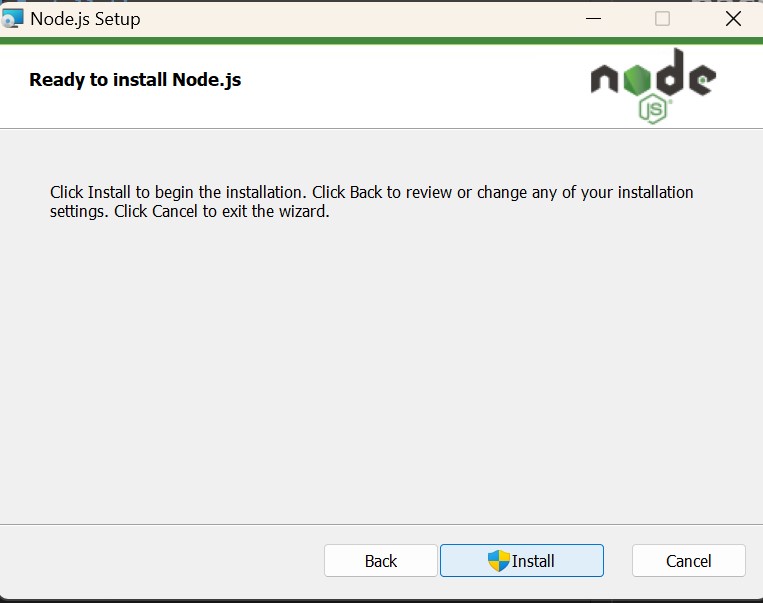 Node.js Setup
Ready to install Node.js
node
JS
Click Install to begin the installation. Click Back to review or change any of your installation
settings. Click Cancel to exit the wizard.
Back
Install
Cancel